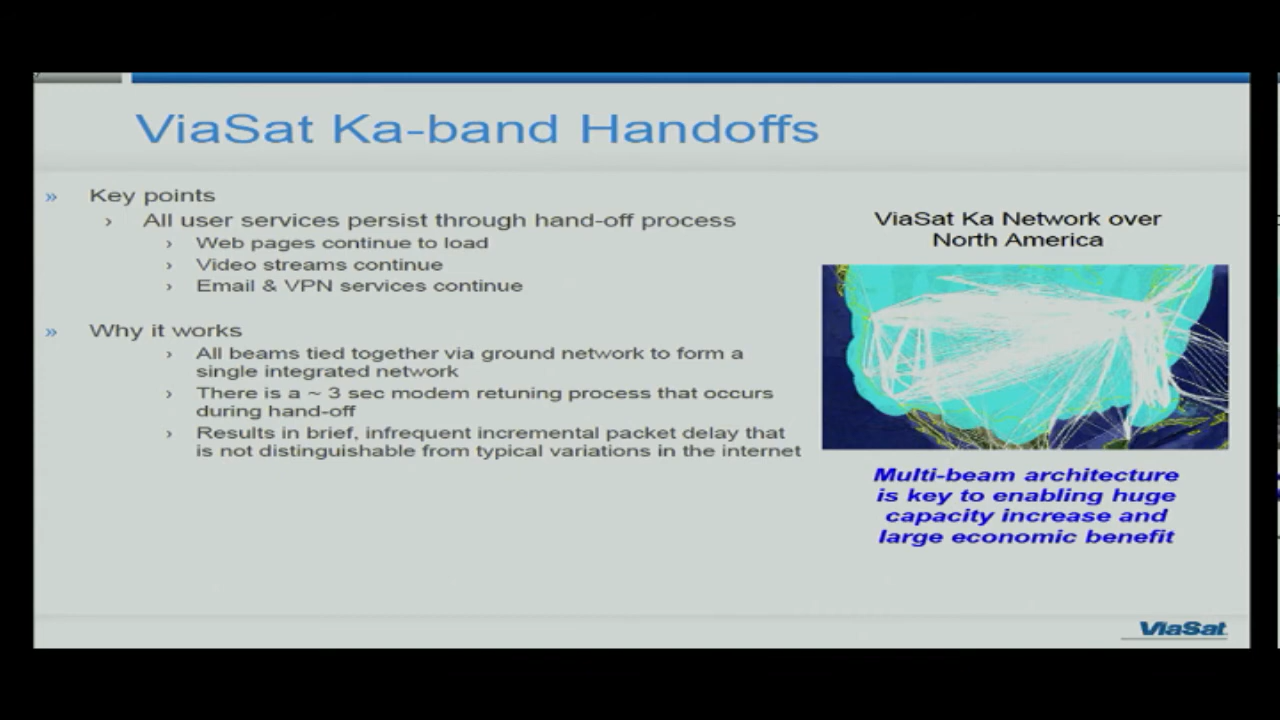 ViaSat Ka-band Handoffs
» Key points
› All user services persist through hand-off process
› Web pages continue to load
› Video streams continue
› Email & VPN services continue
» Why it works
› All beams tied together via ground network to form a
single integrated network
› There is a ~ 3 sec modem retuning process that occurs
during hand-off
› Results in brief, infrequent incremental packet delay that
is not distinguishable from typical variations in the internet
ViaSat Ka Network over
North America
Multi-beam architecture
is key to enabling huge
capacity increase and
large economic benefit
ViaSat